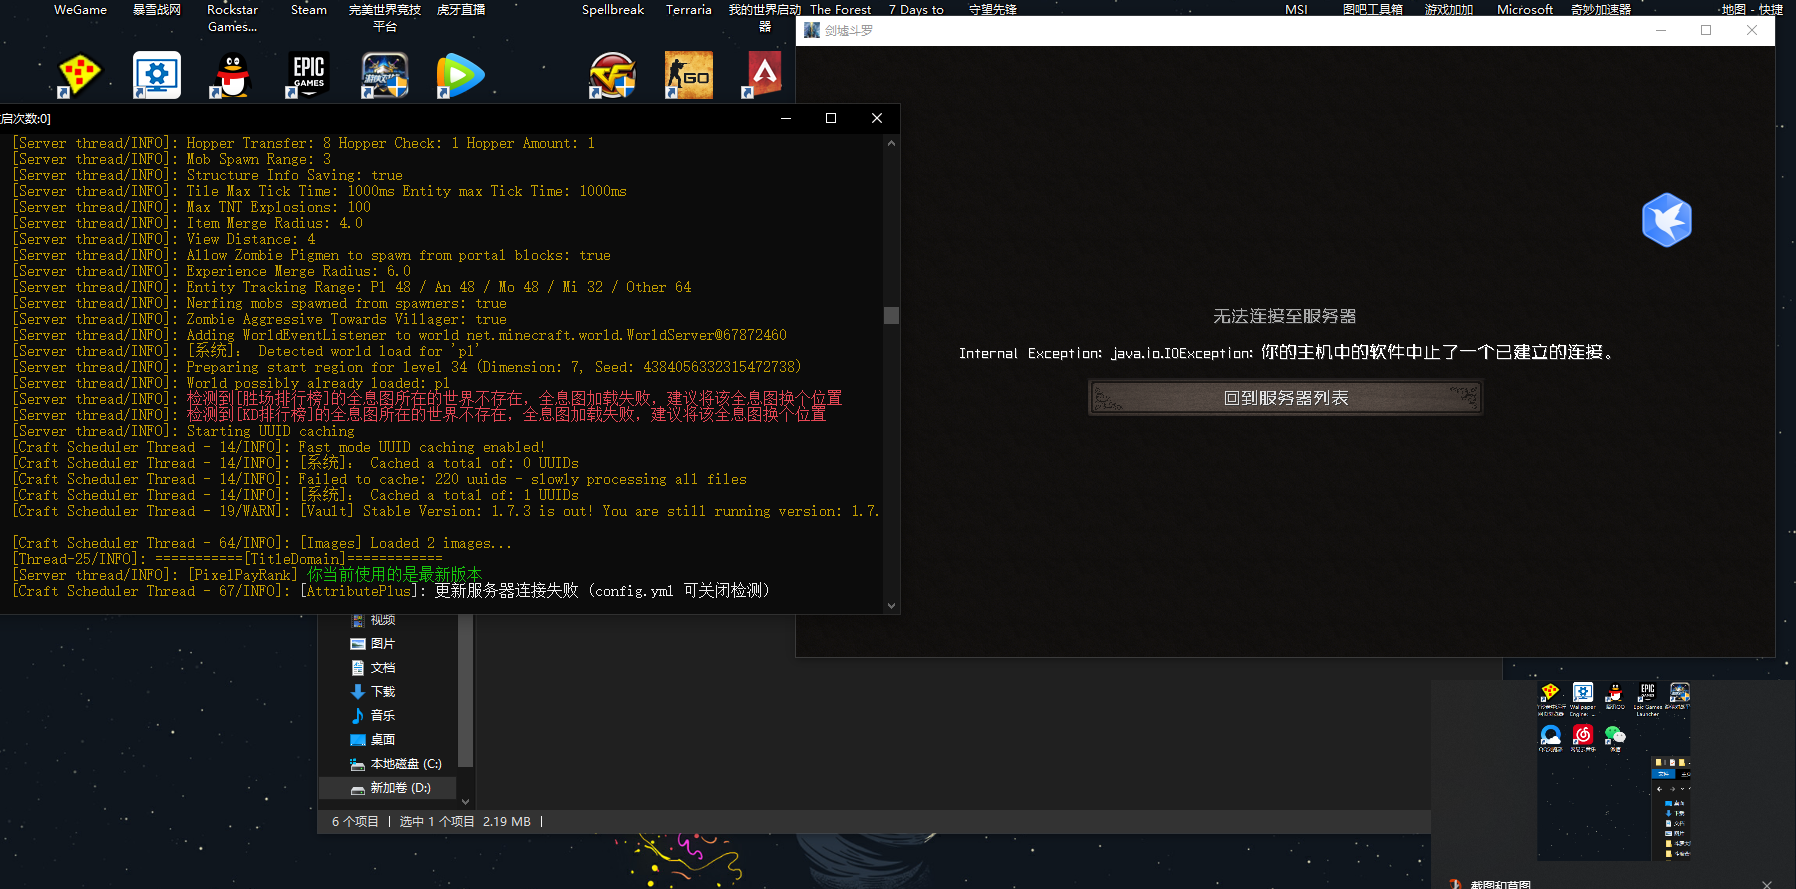 WeGame
暴雪战网
Rockstar Games...
Steam
完美世界竞技平台
虎牙直播
Spellbreak
Terraria
我的世界启动器
The Forest
7 Days to
守望先锋
MSI
图吧工具箱
游戏加加
Microsoft
奇妙加速器
地图 - 快捷
剑墟斗罗
EPIC GAMES
GO
启次数:0]
[Server thread/INFO]: Hopper Transfer: 8 Hopper Check: 1 Hopper Amount: 1
[Server thread/INFO]: Mob Spawn Range: 3
[Server thread/INFO]: Structure Info Saving: true
[Server thread/INFO]: Tile Max Tick Time: 1000ms Entity max Tick Time: 1000ms
[Server thread/INFO]: Max TNT Explosions: 100
[Server thread/INFO]: Item Merge Radius: 4.0
[Server thread/INFO]: View Distance: 4
[Server thread/INFO]: Allow Zombie Pigmen to spawn from portal blocks: true
[Server thread/INFO]: Experience Merge Radius: 6.0
[Server thread/INFO]: Entity Tracking Range: Pl 48 / An 48 / Mo 48 / Mi 32 / Other 64
[Server thread/INFO]: Nerfing mobs spawned from spawners: true
[Server thread/INFO]: Zombie Aggressive Towards Villager: true
[Server thread/INFO]: Adding WorldEventListener to world net.minecraft.world.WorldServer@67872460
[Server thread/INFO]: [系统]: Detected world load for 'p1'
[Server thread/INFO]: Preparing start region for level 34 (Dimension: 7, Seed: 4384056332315472738)
[Server thread/INFO]: World possibly already loaded: p1
[Server thread/INFO]: 检测到[胜场排行榜]的全息图所在的世界不存在，全息图加载失败，建议将该全息图换个位置
[Server thread/INFO]: 检测到[KD排行榜]的全息图所在的世界不存在，全息图加载失败，建议将该全息图换个位置
[Server thread/INFO]: Starting UUID caching
[Craft Scheduler Thread - 14/INFO]: Fast mode UUID caching enabled!
[Craft Scheduler Thread - 14/INFO]: [系统]: Cached a total of: 0 UUIDs
[Craft Scheduler Thread - 14/INFO]: Failed to cache: 220 uuids - slowly processing all files
[Craft Scheduler Thread - 14/INFO]: [系统]: Cached a total of: 1 UUIDs
[Craft Scheduler Thread - 19/WARN]: [Vault] Stable Version: 1.7.3 is out! You are still running version: 1.7.
[Craft Scheduler Thread - 64/INFO]: [Images] Loaded 2 images...
[Thread-25/INFO]: ===========[TitleDomain]============
[Server thread/INFO]: [PixelPayRank] 你当前使用的是最新版本
[Craft Scheduler Thread - 67/INFO]: [AttributePlus]: 更新服务器连接失败 (config.yml 可关闭检测)
无法连接至服务器
Internal Exception: java.io.IOException: 你的主机中的软件中止了一个已建立的连接。
回到服务器列表
视频
图片
文档
下载
音乐
桌面
本地磁盘 (C:)
新加卷 (D:)
6 个项目
选中 1 个项目 2.19 MB
截图和草图